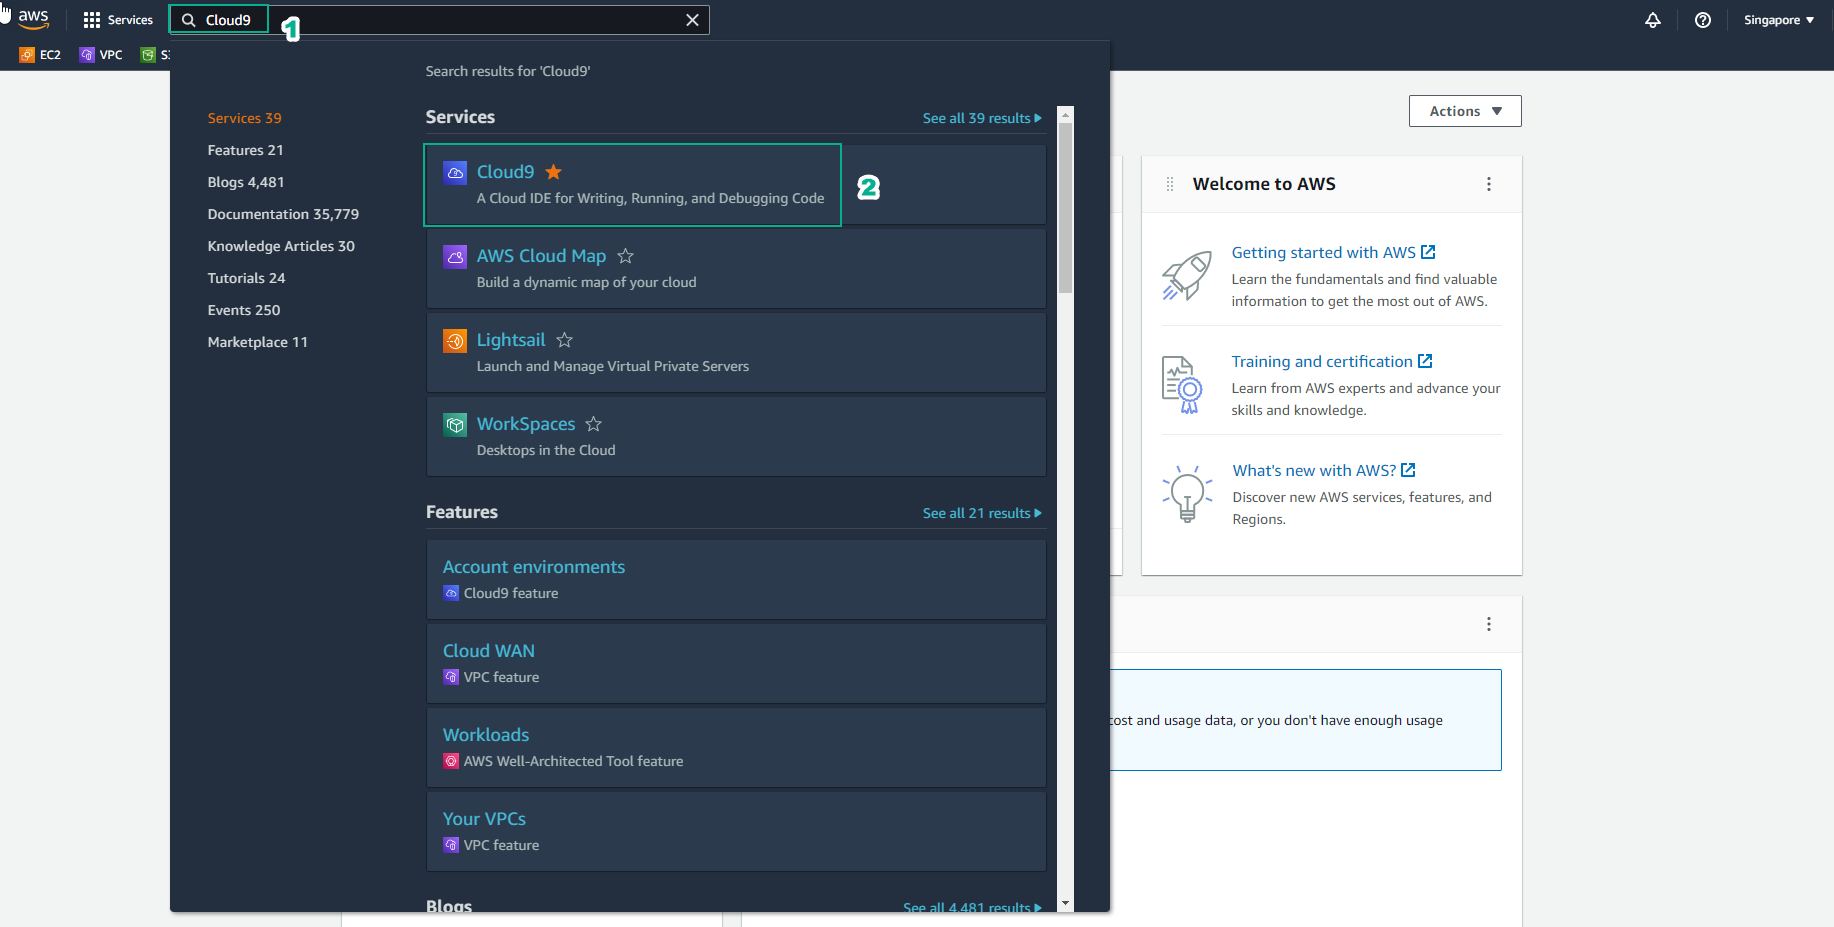 aws
Services
Cloud9
1
Singapore
EC2
VPC
Search results for 'Cloud9'
Services 39
Features 21
Blogs 4,481
Documentation 35,779
Knowledge Articles 30
Tutorials 24
Events 250
Marketplace 11
Services
See all 39 results
Cloud9
A Cloud IDE for Writing, Running, and Debugging Code
2
AWS Cloud Map
Build a dynamic map of your cloud
Lightsail
Launch and Manage Virtual Private Servers
WorkSpaces
Desktops in the Cloud
Features
See all 21 results
Account environments
Cloud9 feature
Cloud WAN
VPC feature
Workloads
AWS Well-Architected Tool feature
Your VPCs
VPC feature
Blogs
See all 4,481 results
Actions
Welcome to AWS
Getting started with AWS
Learn the fundamentals and find valuable
information to get the most out of AWS.
Training and certification
Learn from AWS experts and advance your
skills and knowledge.
What's new with AWS?
Discover new AWS services, features, and
Regions.
cost and usage data, or you don't have enough usage